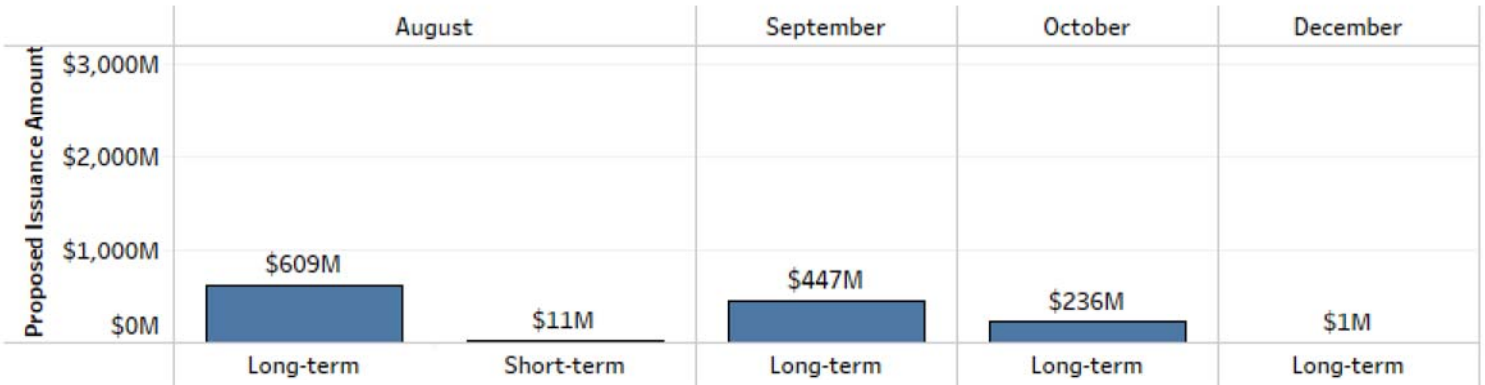 August
September
October
December
Proposed Issuance Amount
$3,000M
$2,000M
$1,000M
$0M
$609M
$11M
$447M
$236M
$1M
Long-term
Short-term
Long-term
Long-term
Long-term